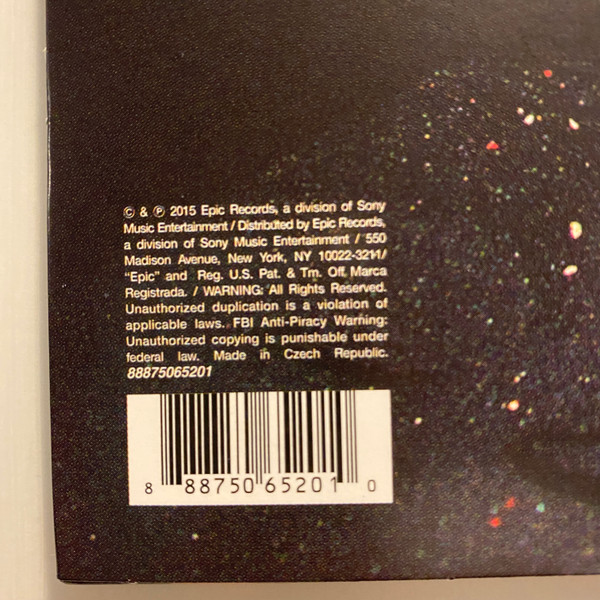 © & ℗ 2015 Epic Records, a division of Sony
Music Entertainment / Distributed by Epic Records,
a division of Sony Music Entertainment / 550
Madison Avenue, New York, NY 10022-3211/
"Epic" and Reg. U.S. Pat. & Tm. Off. Marca
Registrada. / WARNING: All Rights Reserved.
Unauthorized duplication is a violation of
applicable laws. FBI Anti-Piracy Warning:
Unauthorized copying is punishable under
federal law. Made in Czech Republic.
88875065201
8 88750 65201 0